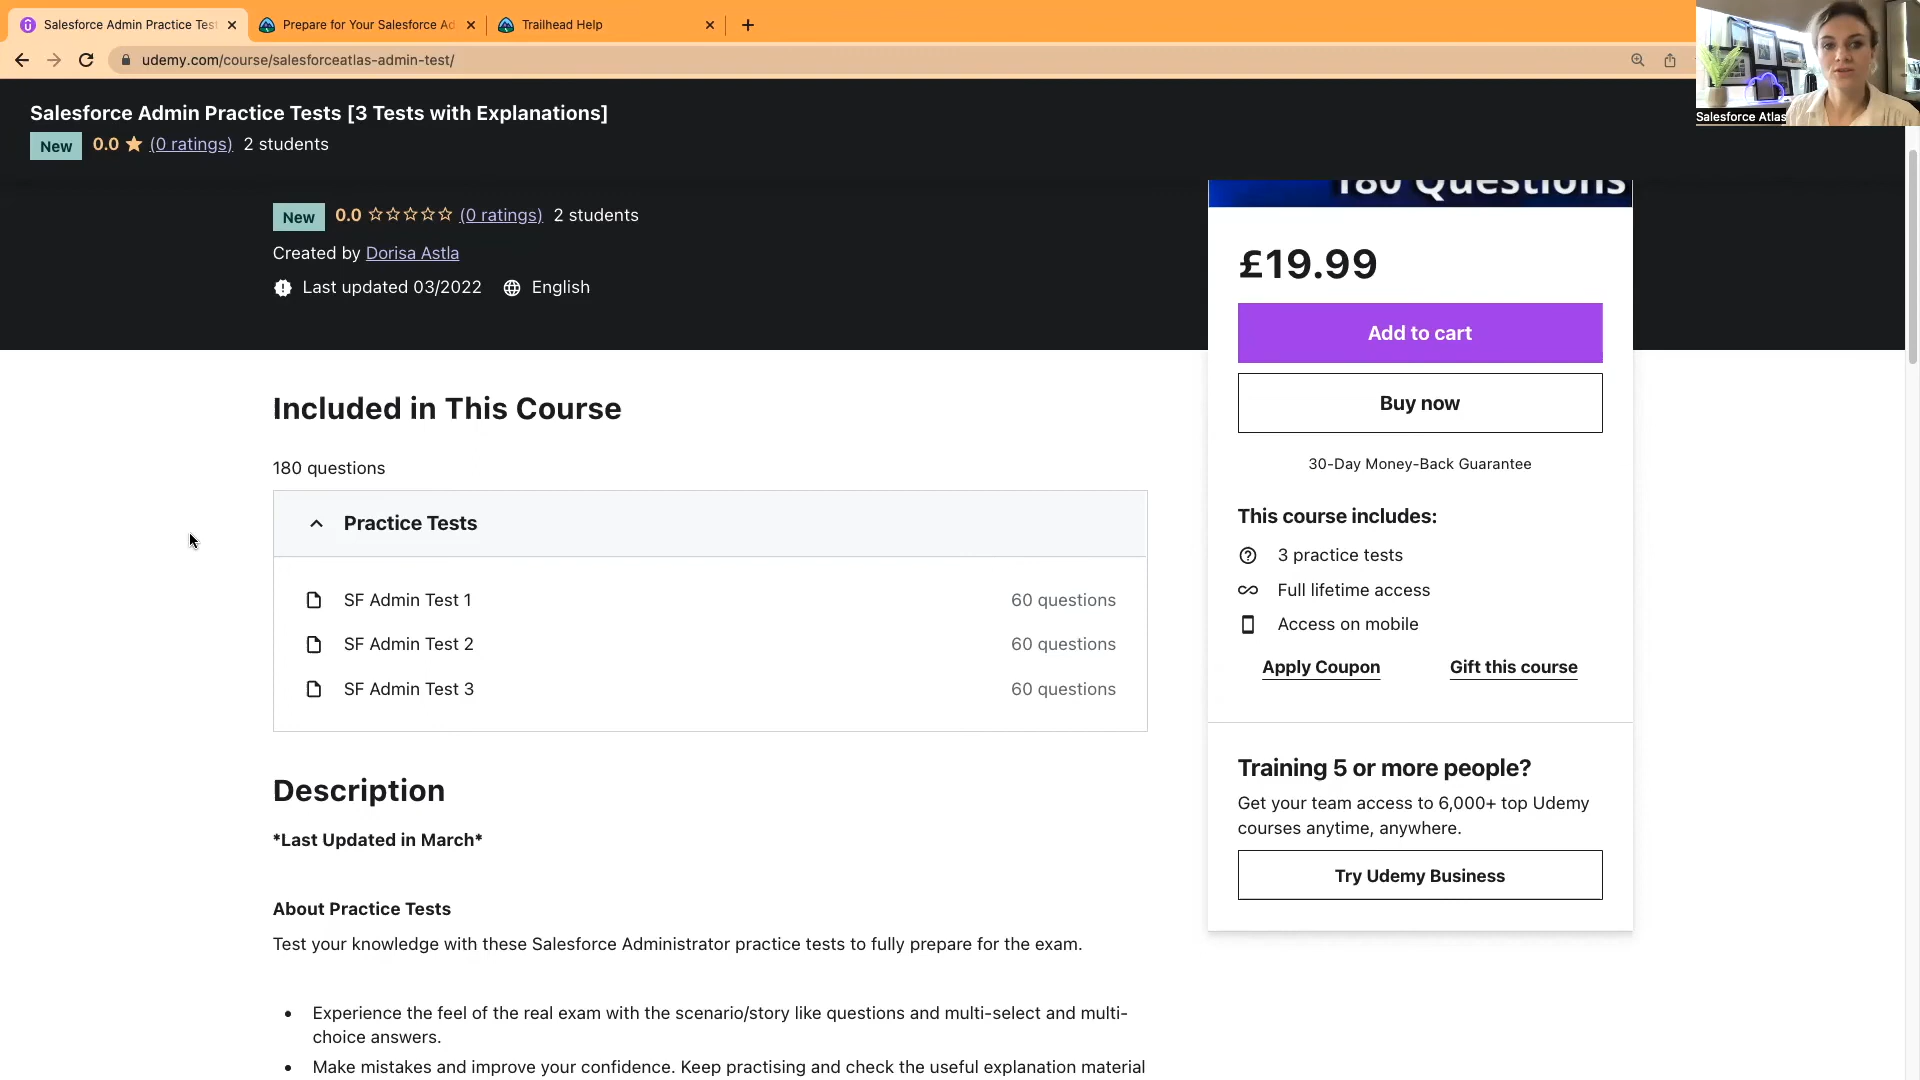 Salesforce Admin Practice Test
Prepare for Your Salesforce Ad
Trailhead Help
udemy.com/course/salesforceatlas-admin-test/
Salesforce Atlas
Salesforce Admin Practice Tests [3 Tests with Explanations]
New 0.0 (0 ratings) 2 students
180 Questions
New 0.0 (0 ratings) 2 students
Created by Dorisa Astla
Last updated 03/2022 English
£19.99
Add to cart
Buy now
30-Day Money-Back Guarantee
This course includes:
3 practice tests
Full lifetime access
Access on mobile
Apply Coupon Gift this course
Training 5 or more people?
Get your team access to 6,000+ top Udemy
courses anytime, anywhere.
Try Udemy Business
Included in This Course
180 questions
Practice Tests
SF Admin Test 1 60 questions
SF Admin Test 2 60 questions
SF Admin Test 3 60 questions
Description
*Last Updated in March*
About Practice Tests
Test your knowledge with these Salesforce Administrator practice tests to fully prepare for the exam.
Experience the feel of the real exam with the scenario/story like questions and multi-select and multi-
choice answers.
Make mistakes and improve your confidence. Keep practising and check the useful explanation material